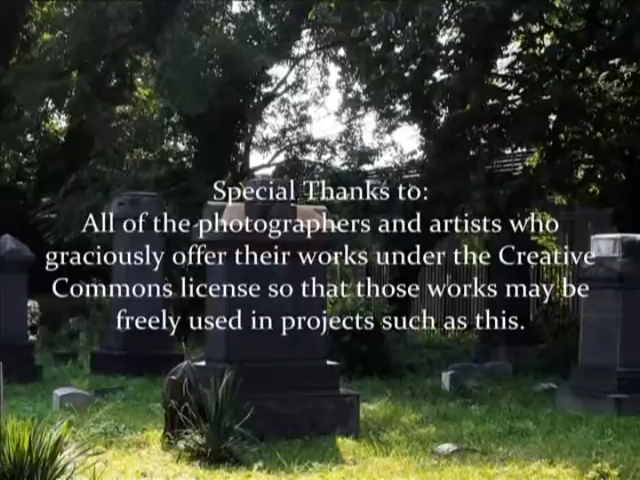 Special Thanks to:
All of the photographers and artists who
graciously offer their works under the Creative
Commons license so that those works may be
freely used in projects such as this.